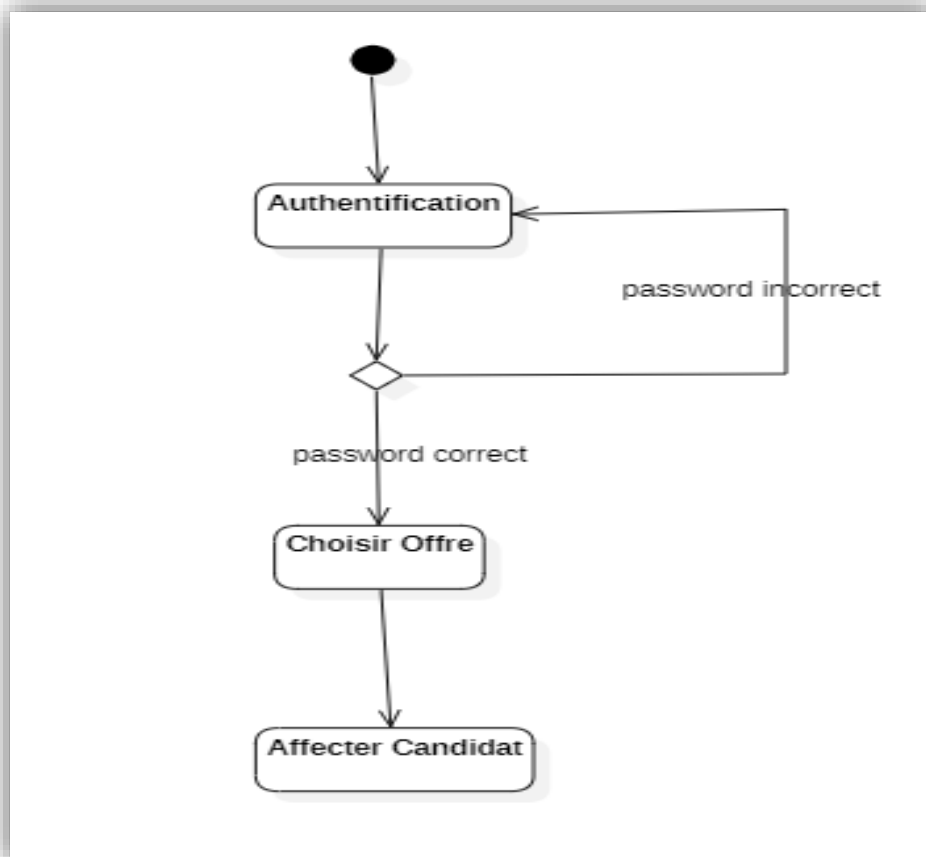 Authentification
password incorrect
password correct
Choisir Offre
Affecter Candidat